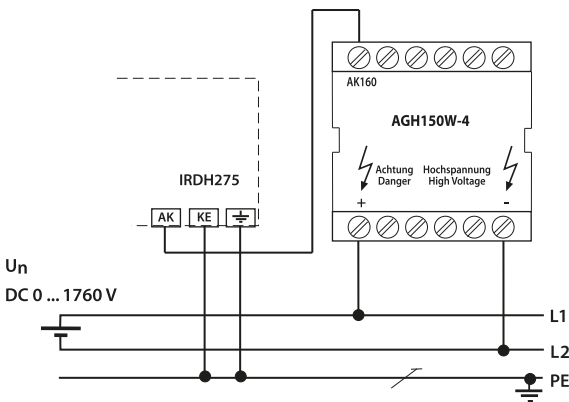 AK160
AGH150W-4
Achtung Hochspannung
Danger High Voltage
+ -
IRDH275
AK KE
Un
DC 0 ... 1760 V
L1
L2
PE